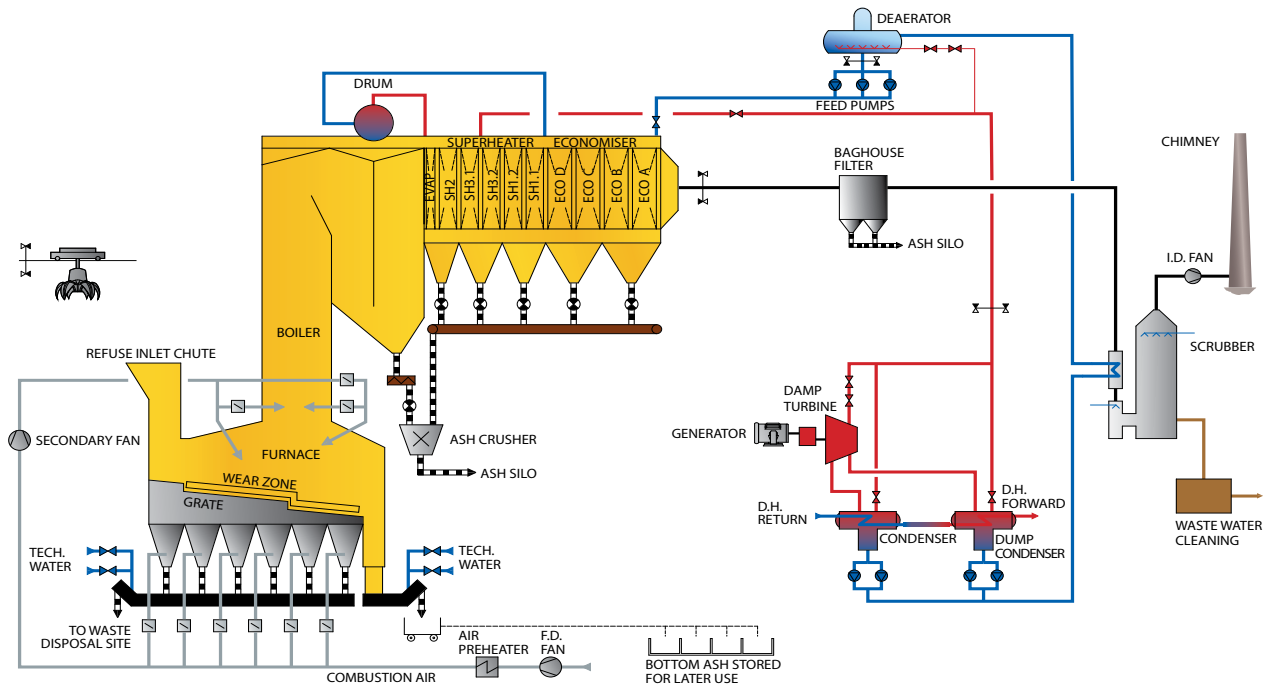 DEAERATOR
DRUM
FEED PUMPS
SUPERHEATER
ECONOMISER
EVAP
SH2
SH3.1
SH3.2
SH1.2
SH1.1
ECO D
ECO C
ECO B
ECO A
BAGHOUSE
FILTER
ASH SILO
CHIMNEY
I.D. FAN
SCRUBBER
BOILER
REFUSE INLET CHUTE
SECONDARY FAN
FURNACE
WEAR ZONE
GRATE
ASH CRUSHER
ASH SILO
DAMP
TURBINE
GENERATOR
D.H.
RETURN
D.H.
FORWARD
CONDENSER
DUMP
CONDENSER
WASTE WATER
CLEANING
TECH.
WATER
TECH.
WATER
TO WASTE
DISPOSAL SITE
AIR
PREHEATER
F.D.
FAN
COMBUSTION AIR
BOTTOM ASH STORED
FOR LATER USE